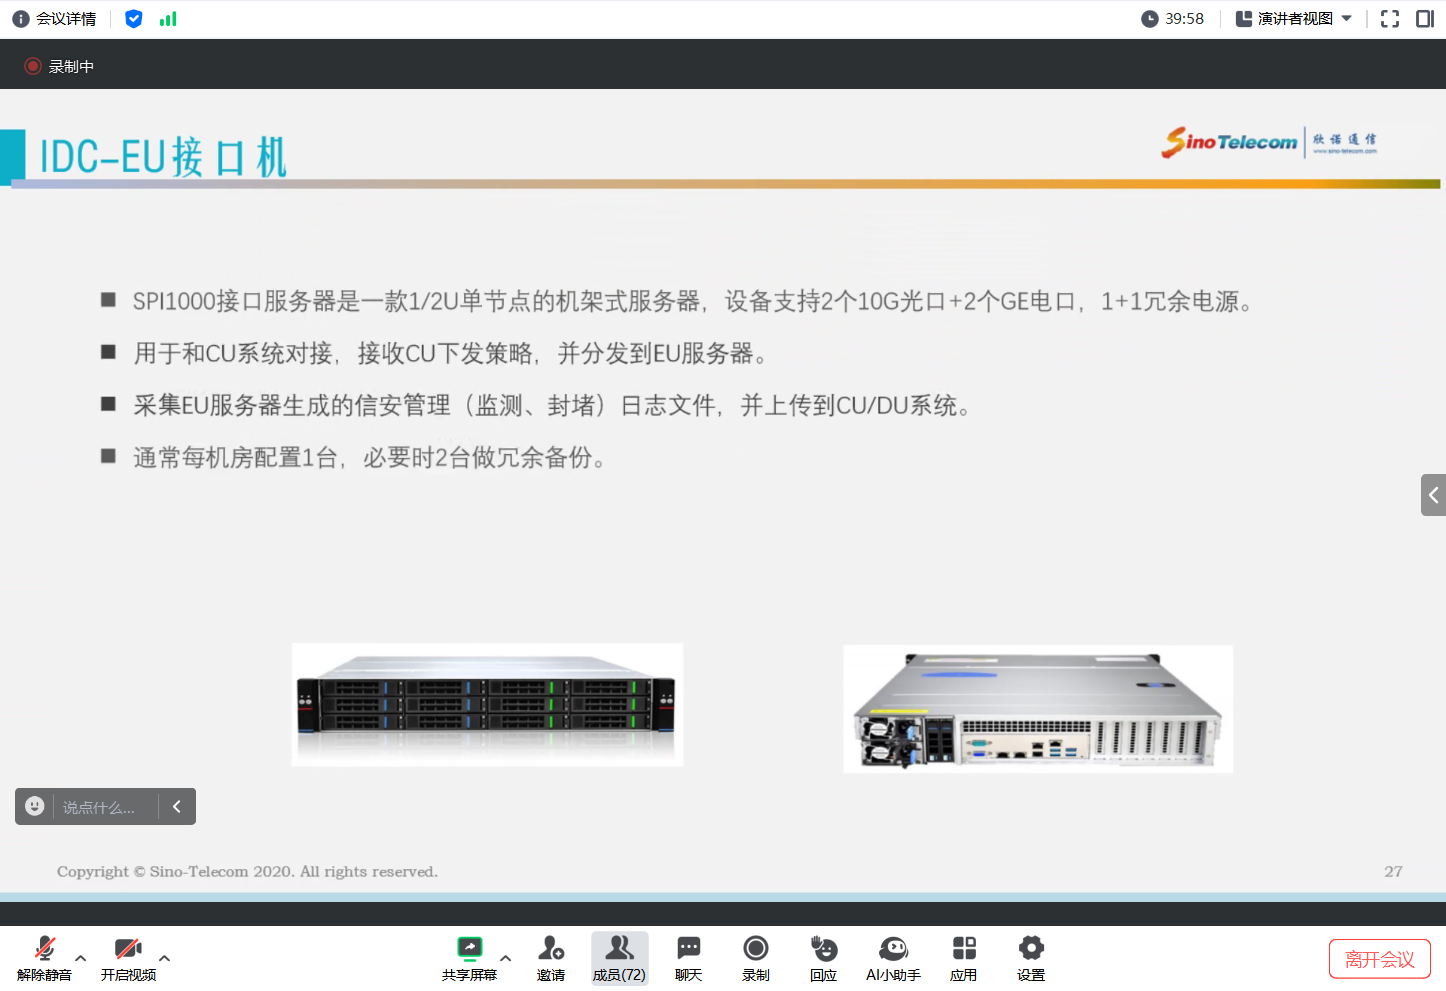 会议详情
39:58
演讲者视图
录制中
IDC-EU接口机
SinoTelecom
欣诺通信
www.sino-telecom.com
SPI1000接口服务器是一款1/2U单节点的机架式服务器，设备支持2个10G光口+2个GE电口，1+1冗余电源。
用于和CU系统对接，接收CU下发策略，并分发到EU服务器。
采集EU服务器生成的信安管理（监测、封堵）日志文件，并上传到CU/DU系统。
通常每机房配置1台，必要时2台做冗余备份。
说点什么...
Copyright © Sino-Telecom 2020. All rights reserved.
27
解除静音
开启视频
共享屏幕
邀请
成员(72)
聊天
录制
回应
AI小助手
应用
设置
离开会议